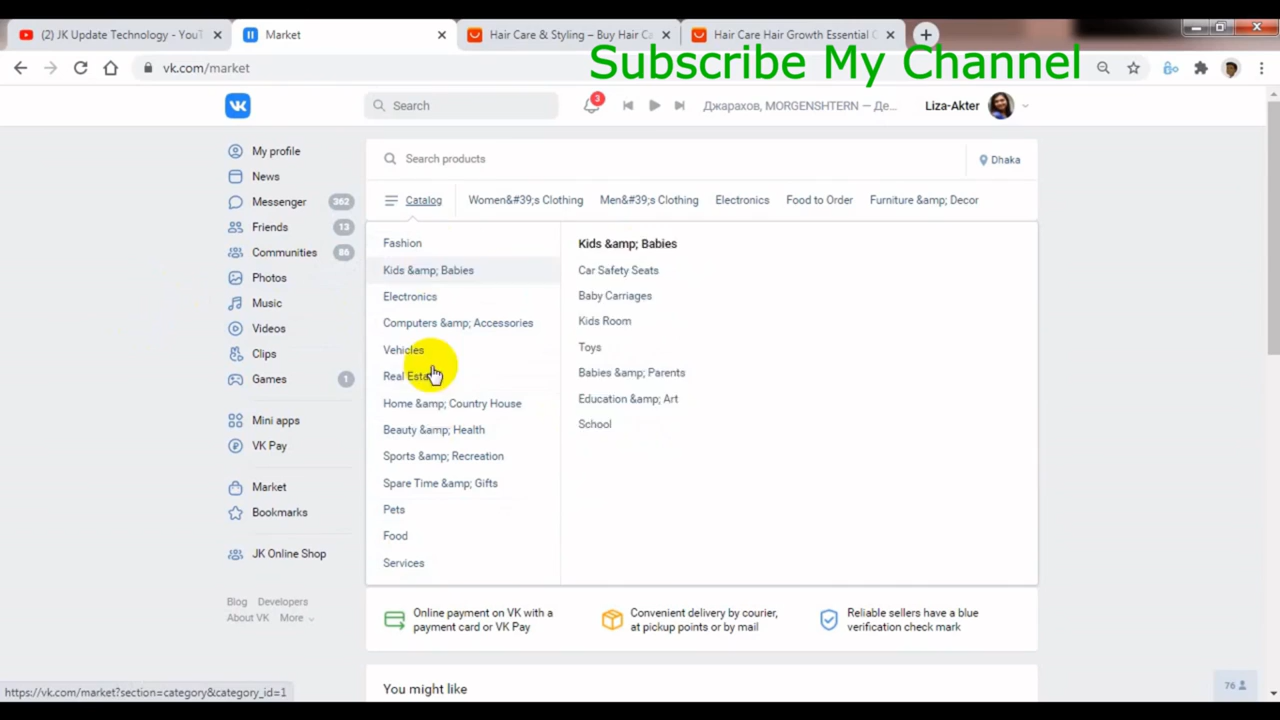 (2) JK Update Technology - YouT
Market
Hair Care & Styling – Buy Hair C
Hair Care Hair Growth Essential C
Subscribe My Channel
vk.com/market
Search
3
Джарахов, MORGENSHTERN — Де...
Liza-Akter
My profile
News
Messenger 362
Friends 13
Communities 86
Photos
Music
Videos
Clips
Games 1
Mini apps
VK Pay
Market
Bookmarks
JK Online Shop
Blog Developers
About VK More
Search products
Dhaka
Catalog
Women&#39;s Clothing
Men&#39;s Clothing
Electronics
Food to Order
Furniture &amp; Decor
Fashion
Kids &amp; Babies
Electronics
Computers &amp; Accessories
Vehicles
Real Esta
Home &amp; Country House
Beauty &amp; Health
Sports &amp; Recreation
Spare Time &amp; Gifts
Pets
Food
Services
Kids &amp; Babies
Car Safety Seats
Baby Carriages
Kids Room
Toys
Babies &amp; Parents
Education &amp; Art
School
Online payment on VK with a
payment card or VK Pay
Convenient delivery by courier,
at pickup points or by mail
Reliable sellers have a blue
verification check mark
You might like
https://vk.com/market?section=category&category_id=1
76